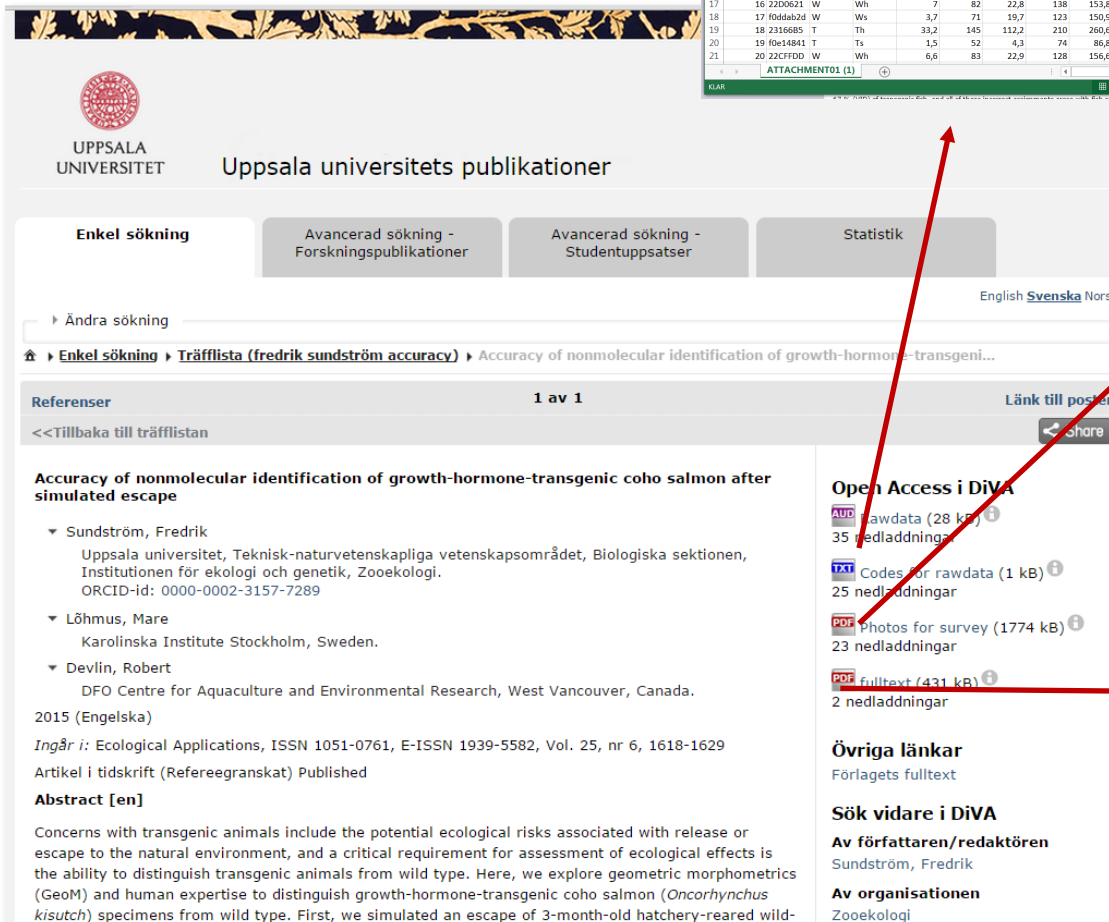 17 16 22D0621 W Wh 7 82 22,8 138 153,8
18 17 f0ddab2d W Ws 3,7 71 19,7 123
19 18 23166B5 T Th 33,2 145 112,2 210 260,6
20 19 f0e14841 T Ts 1,5 52 4,3 74 86,8
21 20 22CFFDD W Wh 6,6 83 22,9 128 156,6
ATTACHMENT01 (1)
KLAR
UPPSALA
UNIVERSITET
Uppsala universitets publikationer
Enkel sökning
Avancerad sökning -
Forskningspublikationer
Avancerad sökning -
Studentuppsatser
Statistik
English Svenska Nors
Ändra sökning
Enkel sökning Träfflista (fredrik sundström accuracy) Accuracy of nonmolecular identification of growth-hormone-transgeni...
Referenser
1 av 1
Länk till posten
<<Tillbaka till träfflistan
Share
Accuracy of nonmolecular identification of growth-hormone-transgenic coho salmon after
simulated escape
Sundström, Fredrik
Uppsala universitet, Teknisk-naturvetenskapliga vetenskapsområdet, Biologiska sektionen,
Institutionen för ekologi och genetik, Zooekologi.
ORCID-id: 0000-0002-3157-7289
Lõhmus, Mare
Karolinska Institute Stockholm, Sweden.
Devlin, Robert
DFO Centre for Aquaculture and Environmental Research, West Vancouver, Canada.
2015 (Engelska)
Ingår i: Ecological Applications, ISSN 1051-0761, E-ISSN 1939-5582, Vol. 25, nr 6, 1618-1629
Artikel i tidskrift (Refereegranskat) Published
Abstract [en]
Concerns with transgenic animals include the potential ecological risks associated with release or
escape to the natural environment, and a critical requirement for assessment of ecological effects is
the ability to distinguish transgenic animals from wild type. Here, we explore geometric morphometrics
(GeoM) and human expertise to distinguish growth-hormone-transgenic coho salmon (Oncorhynchus
kisutch) specimens from wild type. First, we simulated an escape of 3-month-old hatchery-reared wild-
Open Access i DiVA
AUD Rawdata (28 kB)
35 nedladdningar
TXT Codes for rawdata (1 kB)
25 nedladdningar
PDF Photos for survey (1774 kB)
23 nedladdningar
PDF fulltext (431 kB)
2 nedladdningar
Övriga länkar
Förlagets fulltext
Sök vidare i DiVA
Av författaren/redaktören
Sundström, Fredrik
Av organisationen
Zooekologi